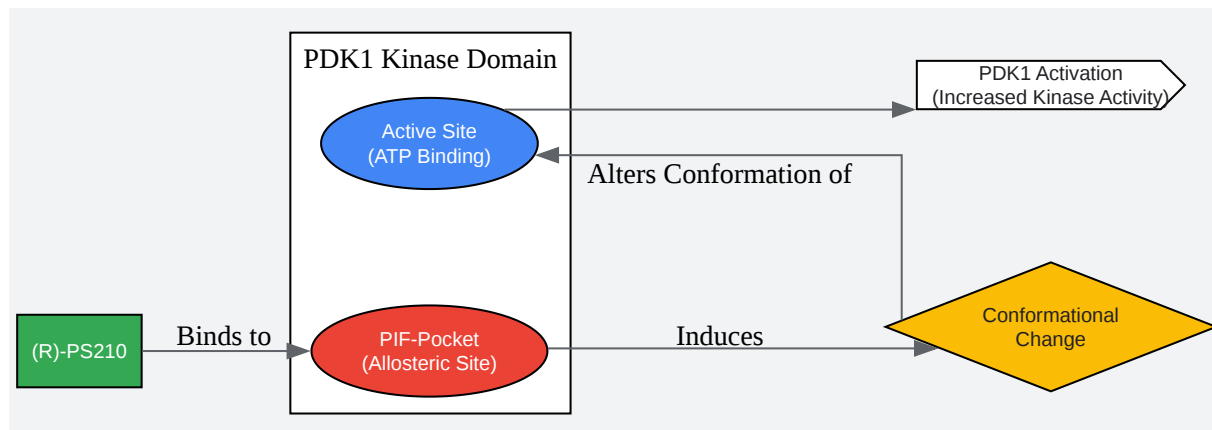 PDK1 Kinase Domain
PDK1 Activation
(Increased Kinase Activity)
Active Site
(ATP Binding)
Alters Conformation of
(R)-PS210
Binds to
PIF-Pocket
(Allosteric Site)
Induces
Conformational
Change